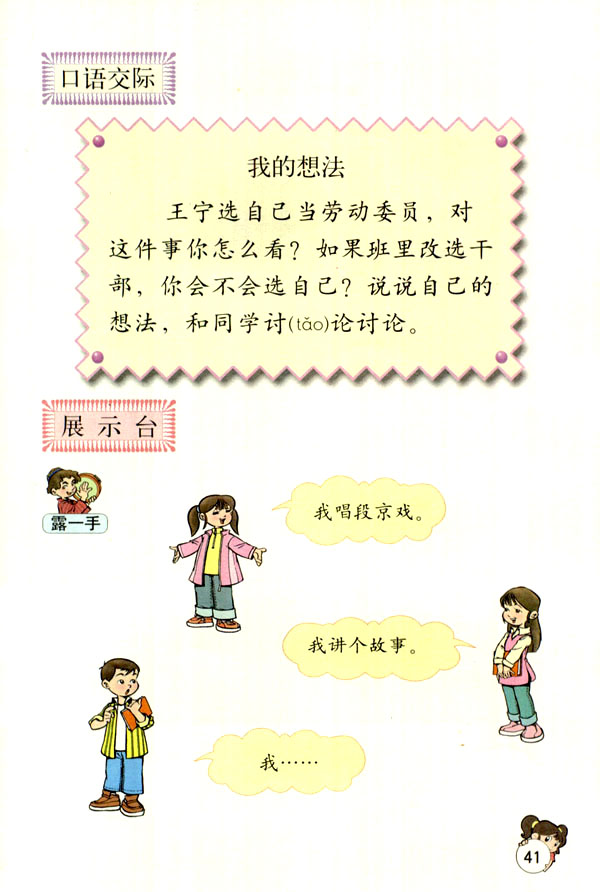 口语交际
我的想法
王宁选自己当劳动委员，对
这件事你怎么看？如果班里改选干
部，你会不会选自己？说说自己的
想法，和同学讨(tǎo)论讨论。
展示台
露一手
我唱段京戏。
我讲个故事。
我……
41